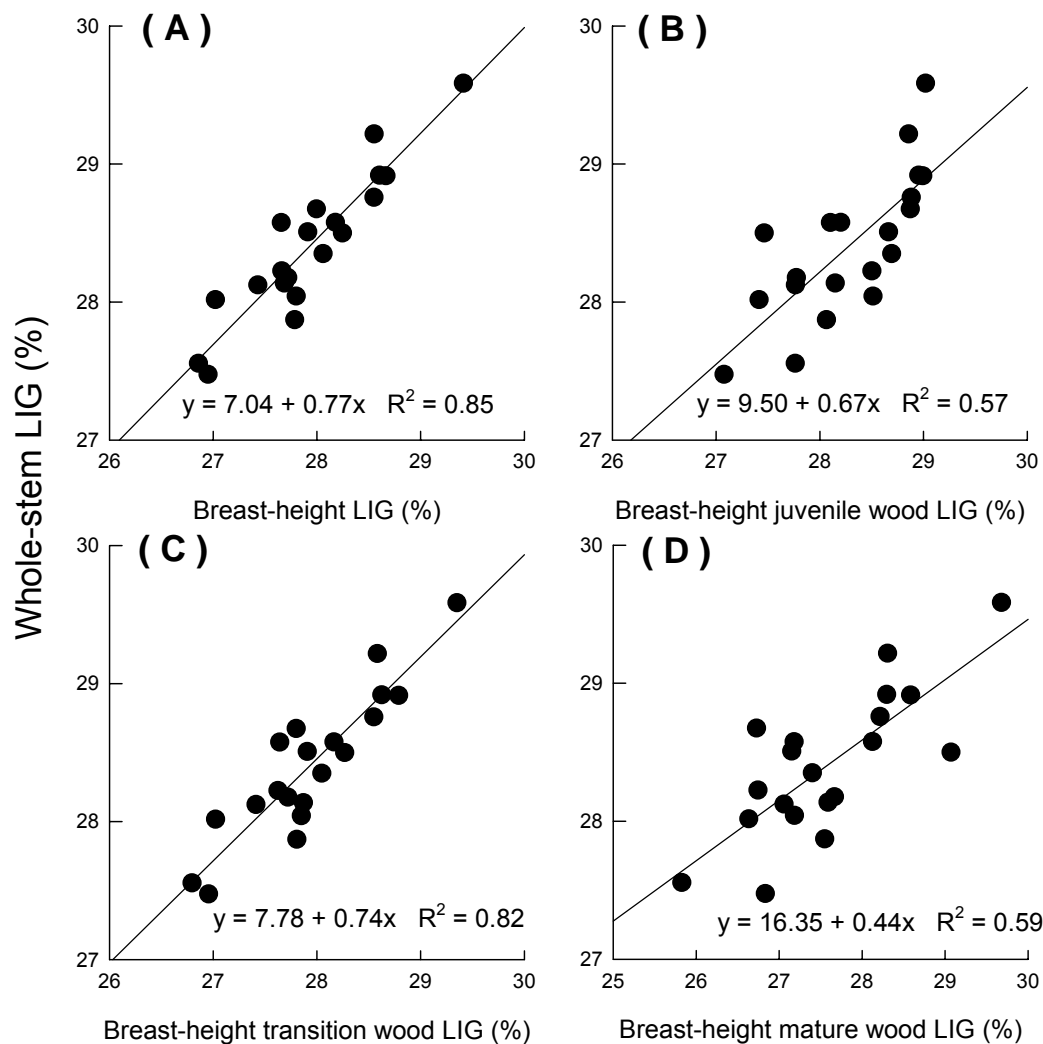 Whole-stem LIG (%)
( A )
30
29
28
27
26 27 28 29 30
y = 7.04 + 0.77x R² = 0.85
Breast-height LIG (%)
( B )
30
29
28
27
26 27 28 29 30
y = 9.50 + 0.67x R² = 0.57
Breast-height juvenile wood LIG (%)
( C )
30
29
28
27
26 27 28 29 30
y = 7.78 + 0.74x R² = 0.82
Breast-height transition wood LIG (%)
( D )
30
29
28
27
25 26 27 28 29 30
y = 16.35 + 0.44x R² = 0.59
Breast-height mature wood LIG (%)